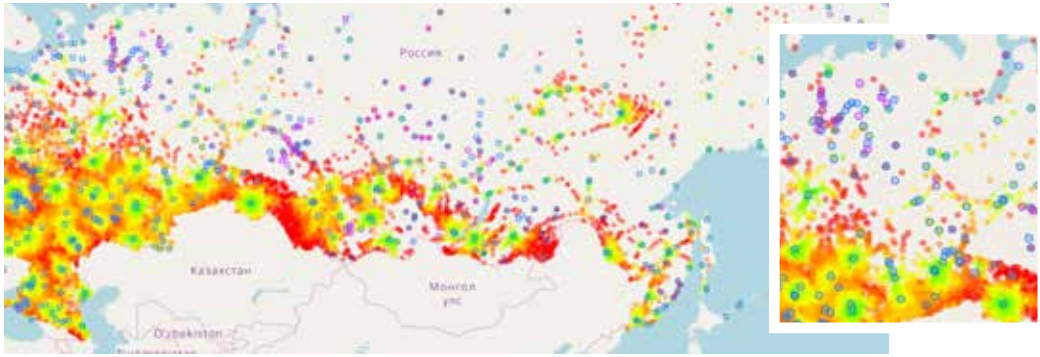 Россия
Казахстан
Монгол
улс
O'zbekiston